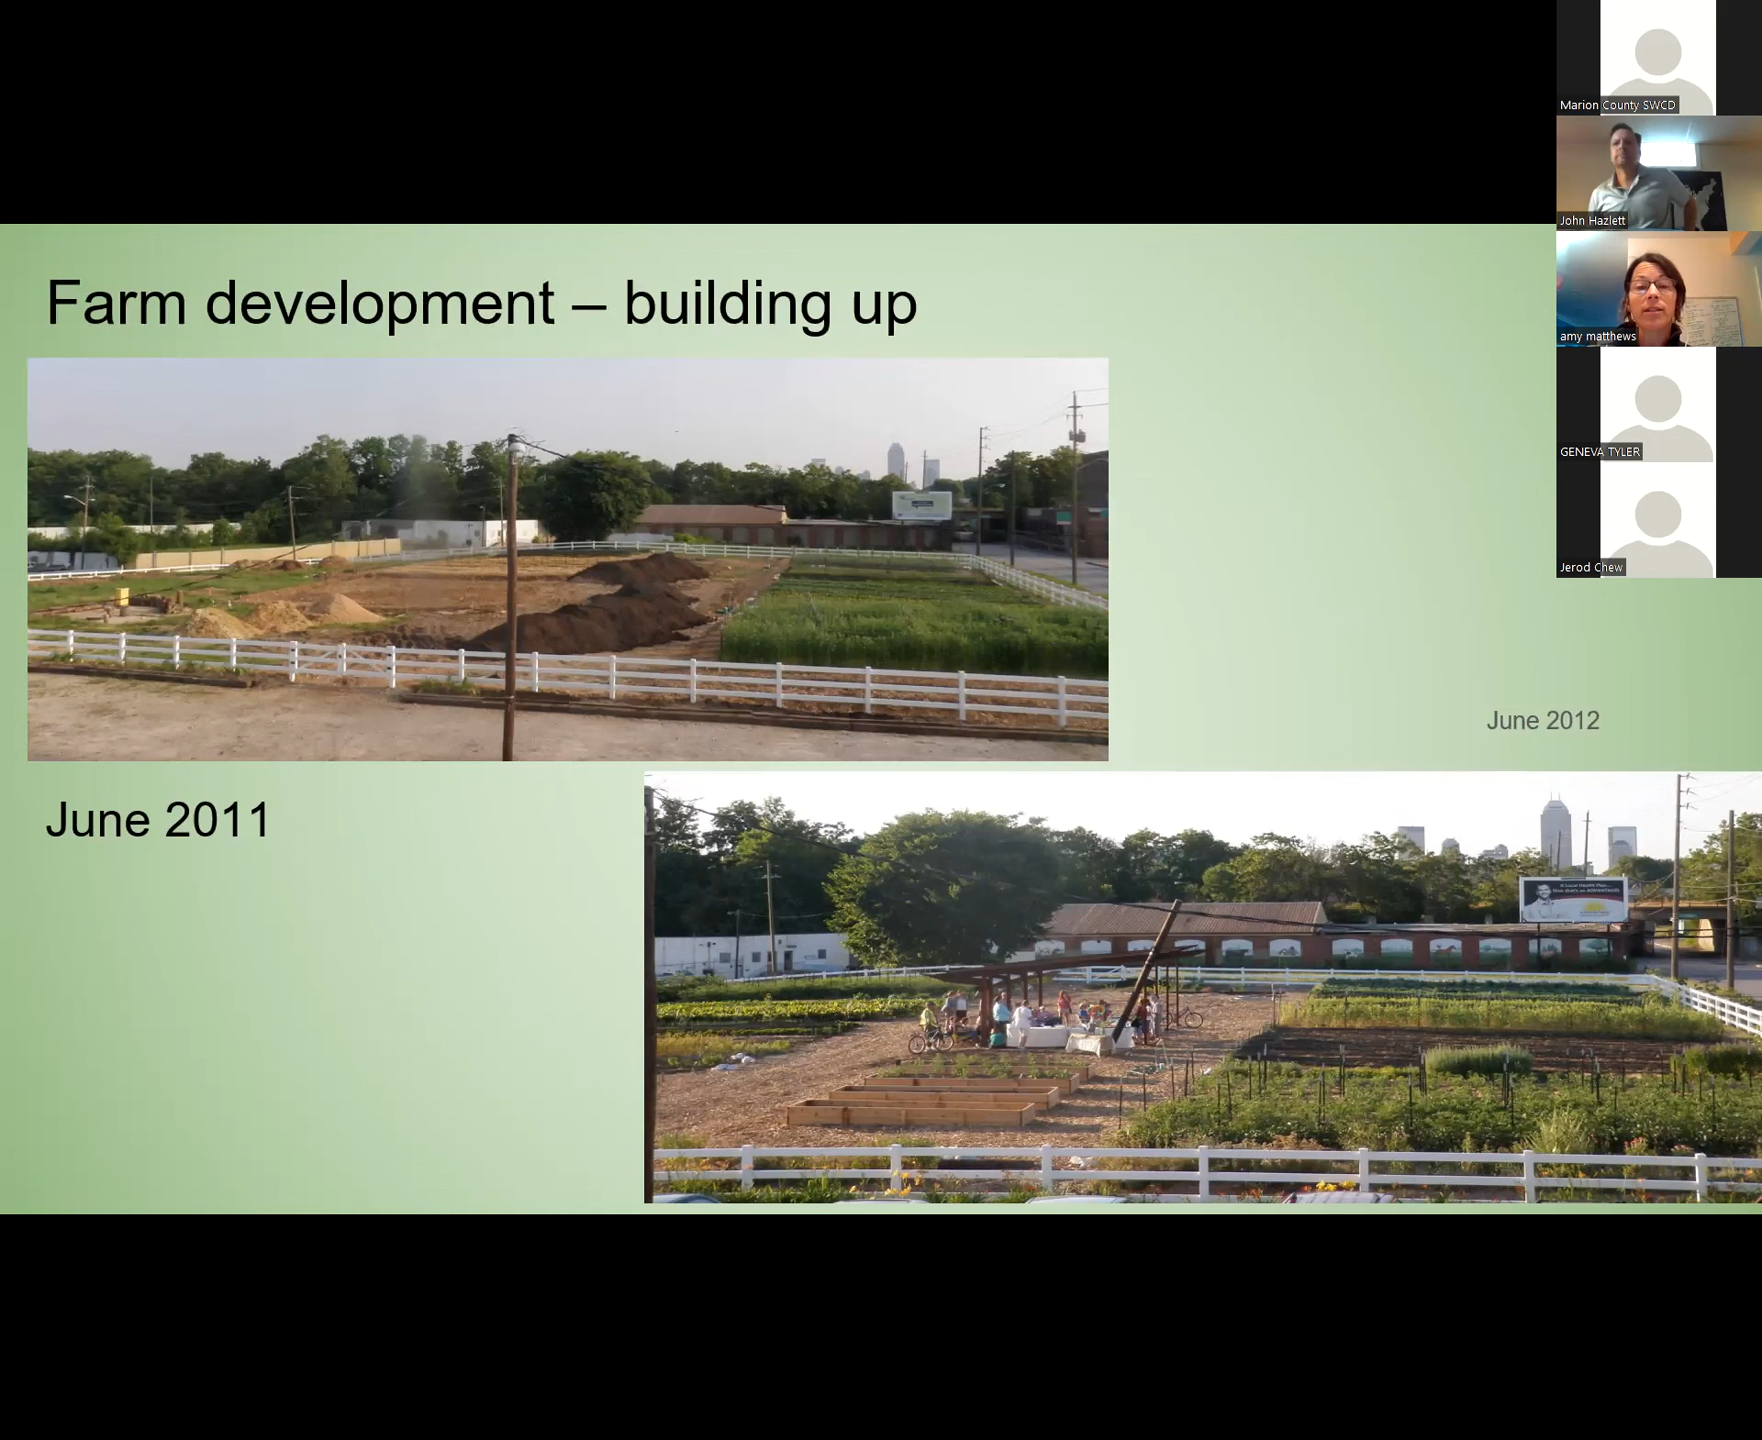 Marion County SWCD
John Hazlett
amy matthews
GENEVA TYLER
Jerod Chew
Farm development – building up
June 2012
June 2011